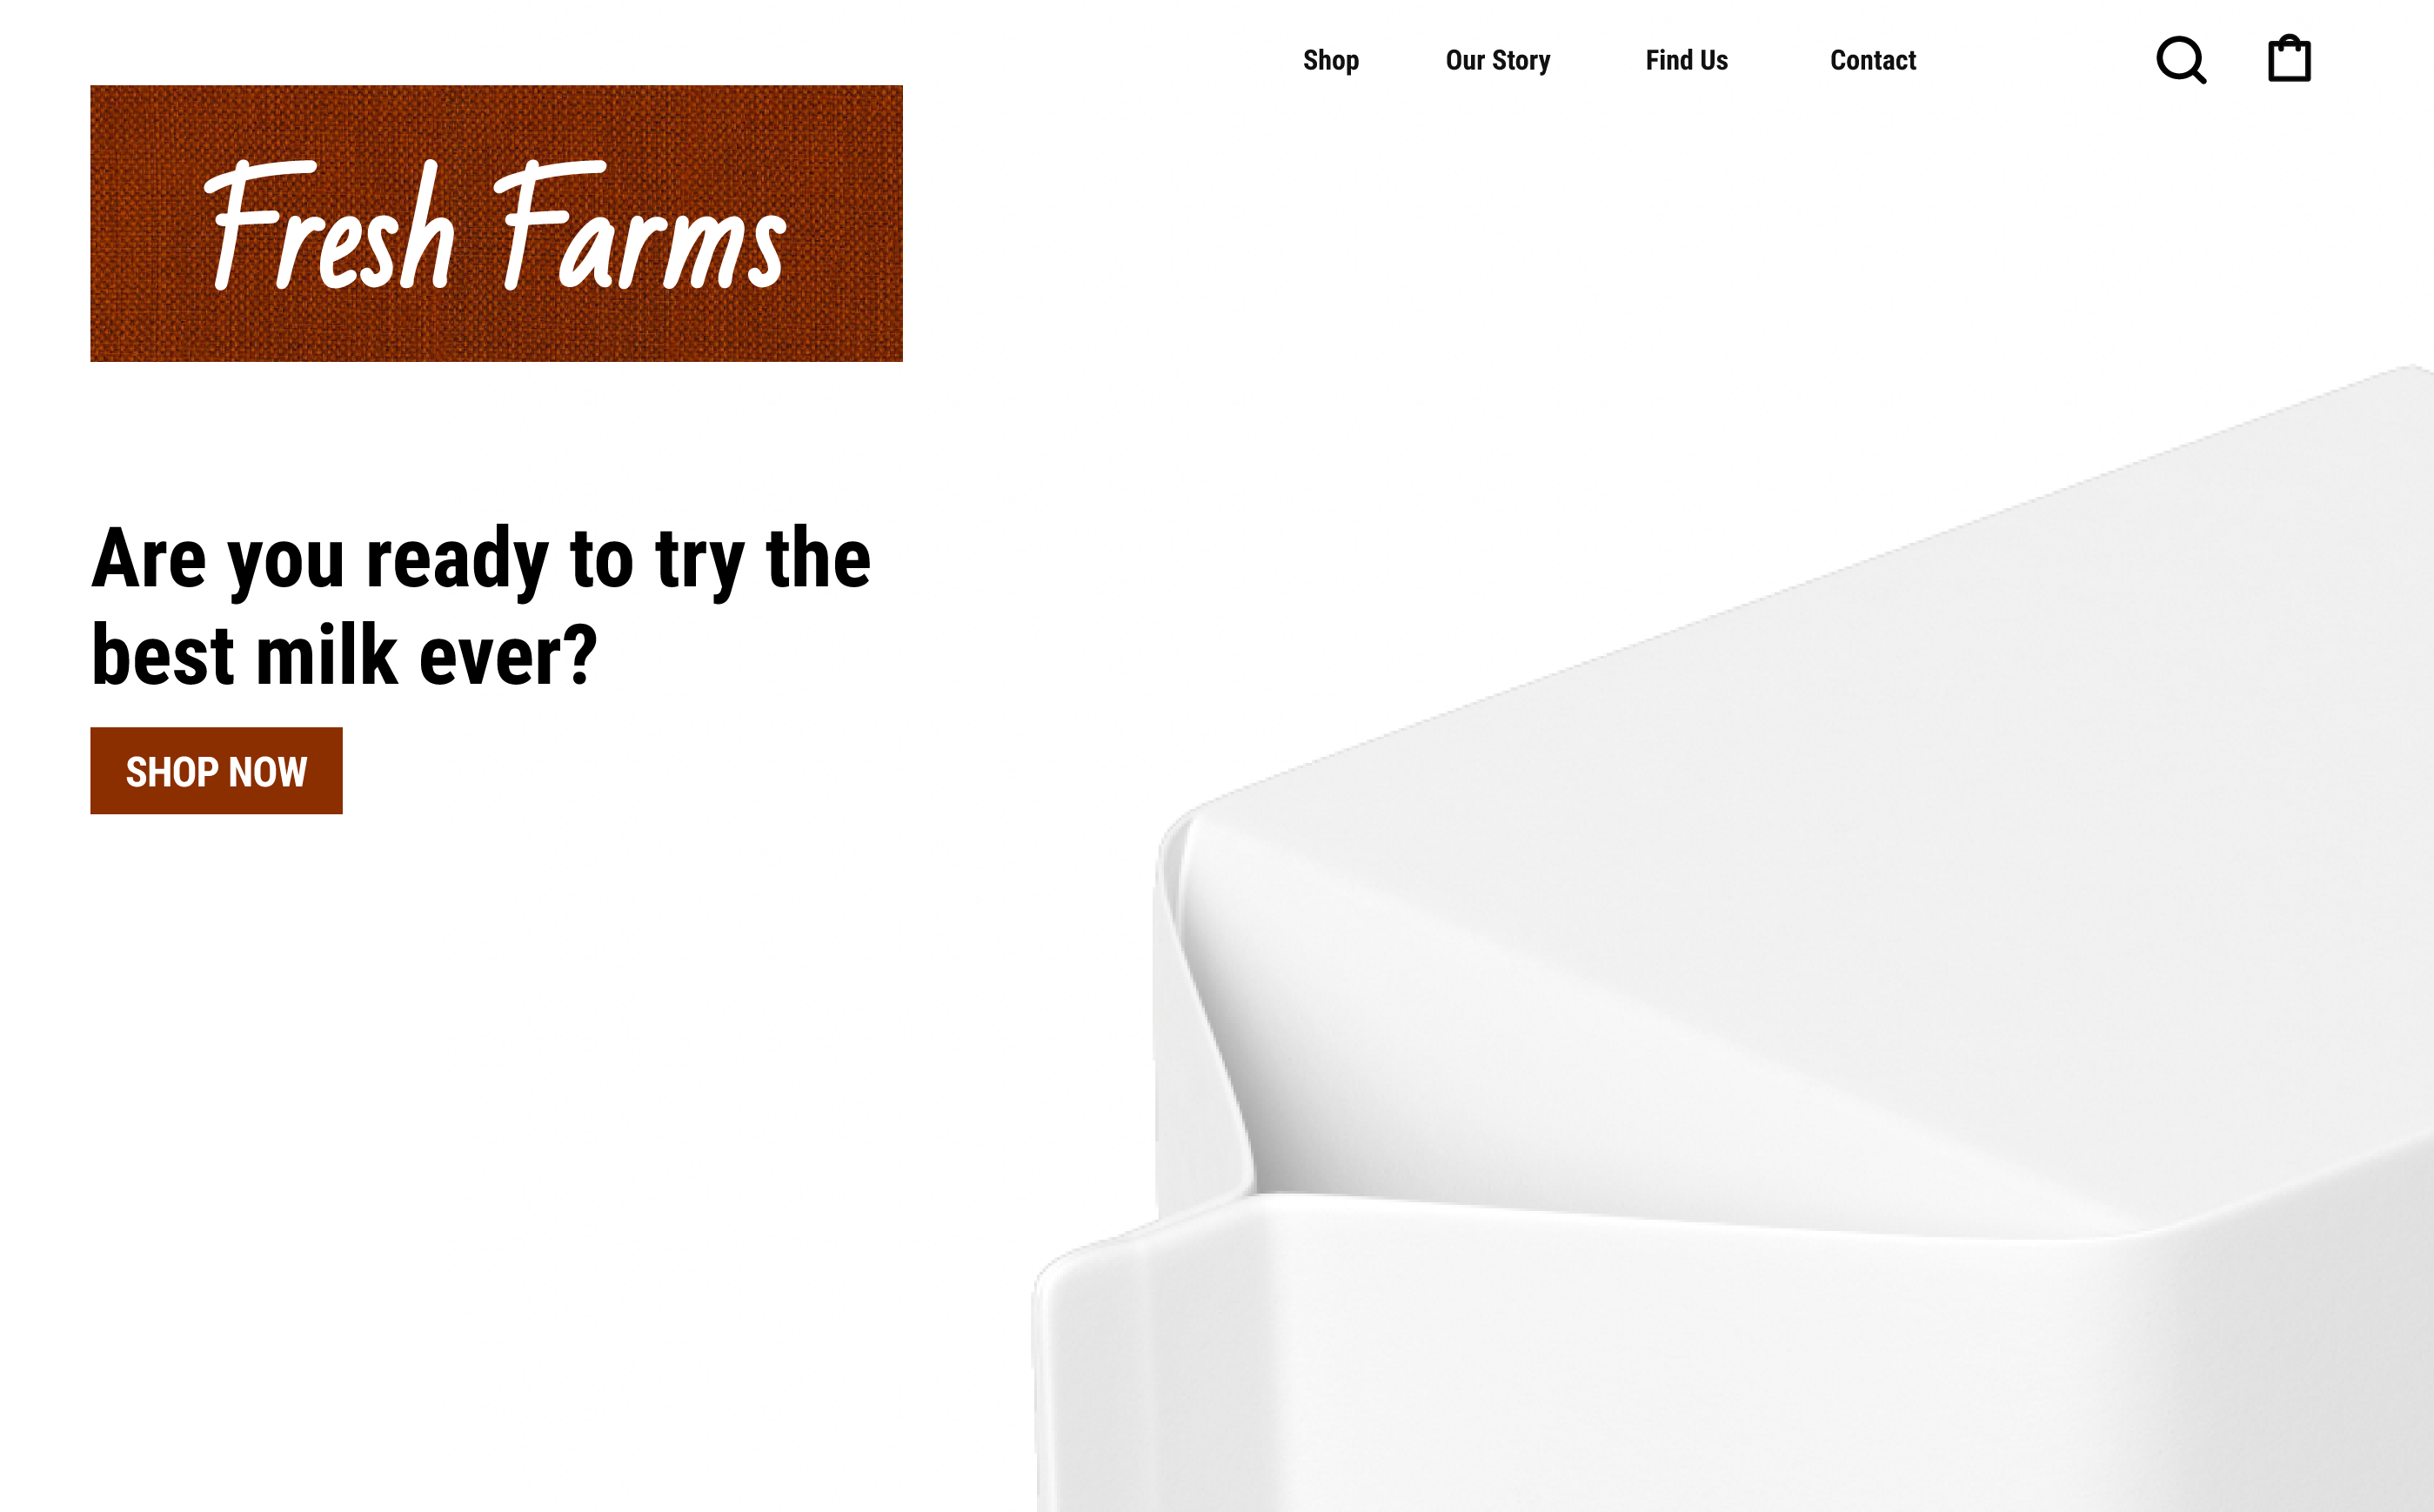 Shop Our Story Find Us Contact
Fresh Farms
Are you ready to try the
best milk ever?
SHOP NOW